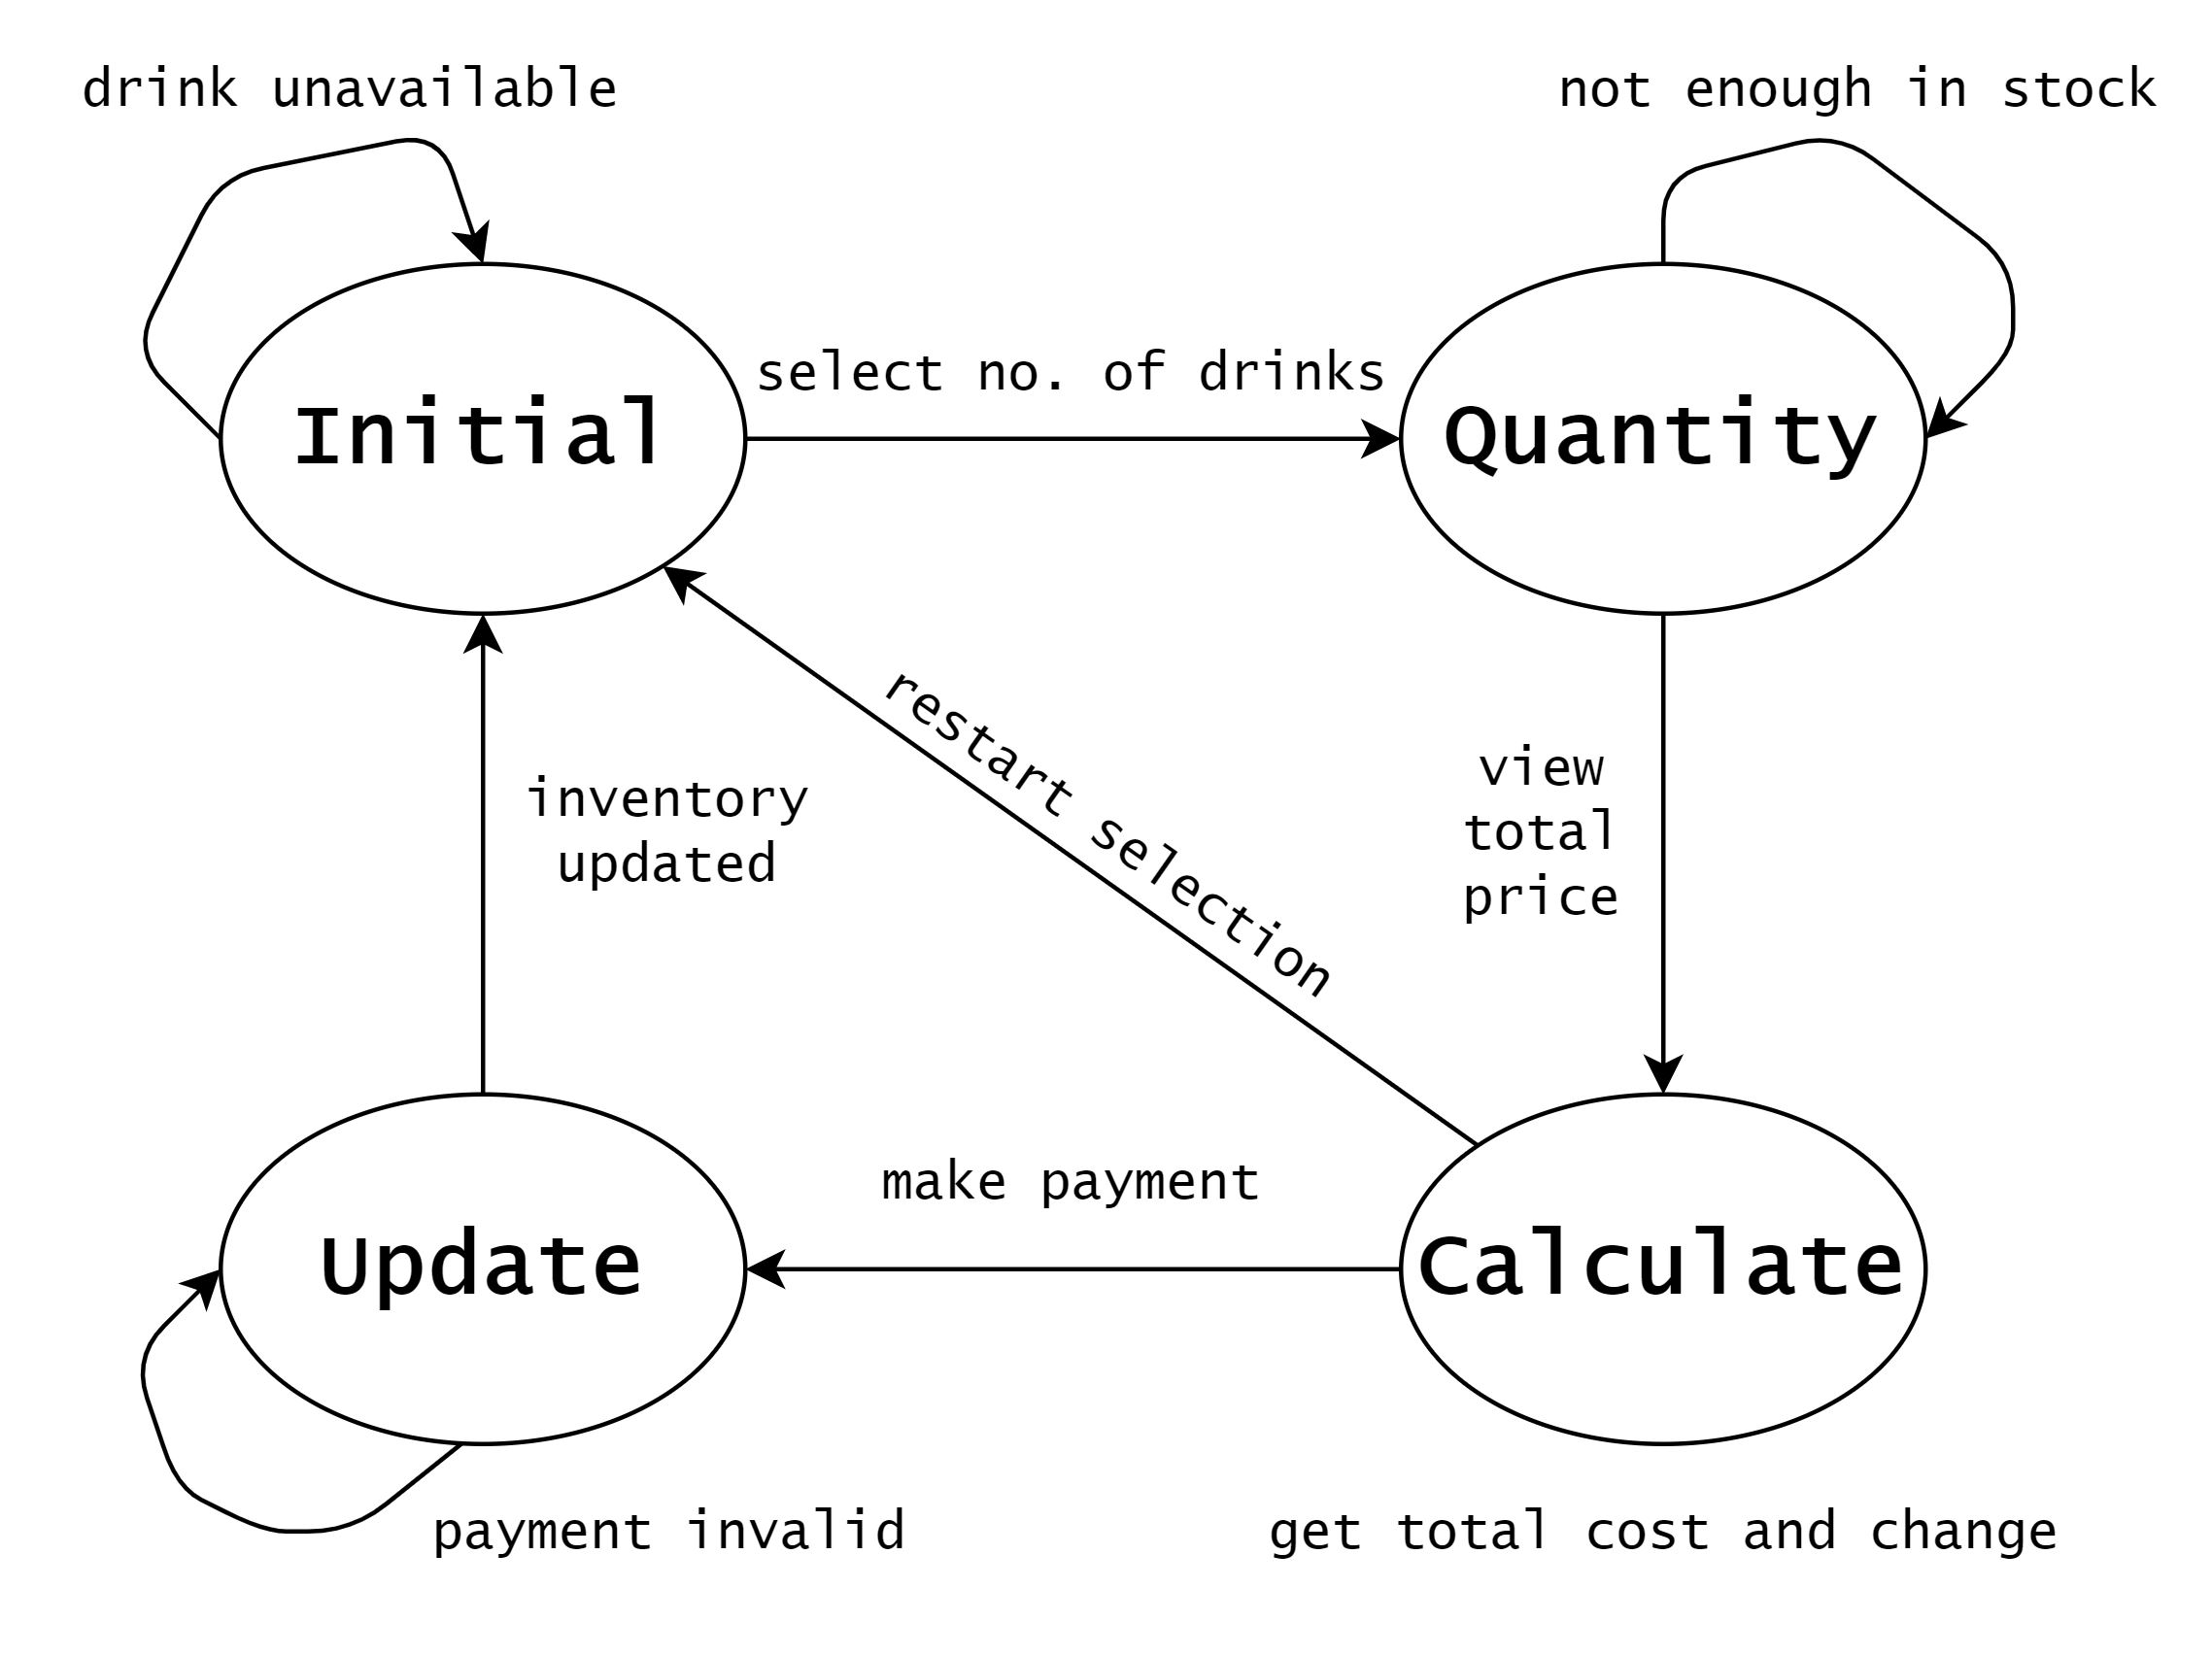 drink unavailable
not enough in stock
select no. of drinks
Initial
Quantity
restart selection
view
total
price
inventory
updated
make payment
Update
Calculate
payment invalid
get total cost and change